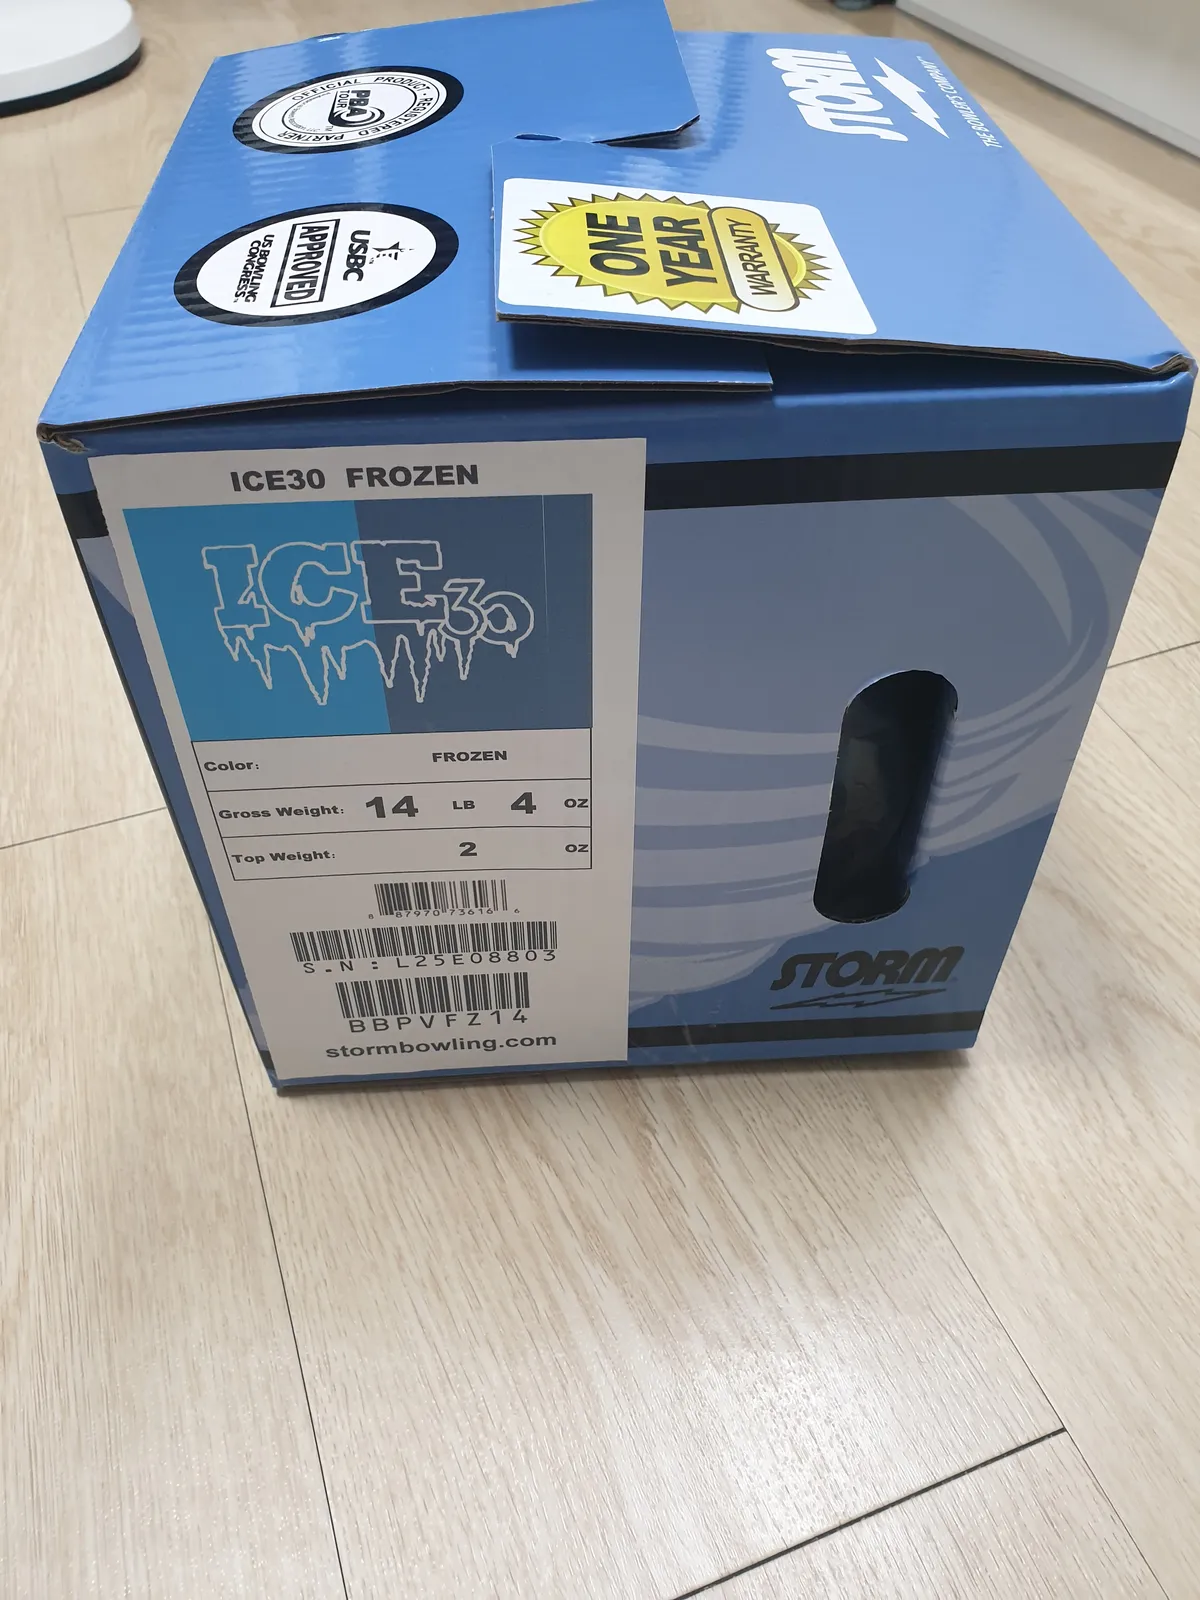 OFFICIAL PRODUCT · REGISTERED PARTNER
PBA
TOUR
USBC
APPROVED
US BOWLING
CONGRESS
STORM
THE BOWLER'S COMPANY
ONE
YEAR
WARRANTY
ICE30 FROZEN
ICE30
Color: FROZEN
Gross Weight: 14 LB 4 OZ
Top Weight: 2 OZ
8 87970 73616 6
S.N : L25E08803
BBPVFZ14
stormbowling.com
STORM